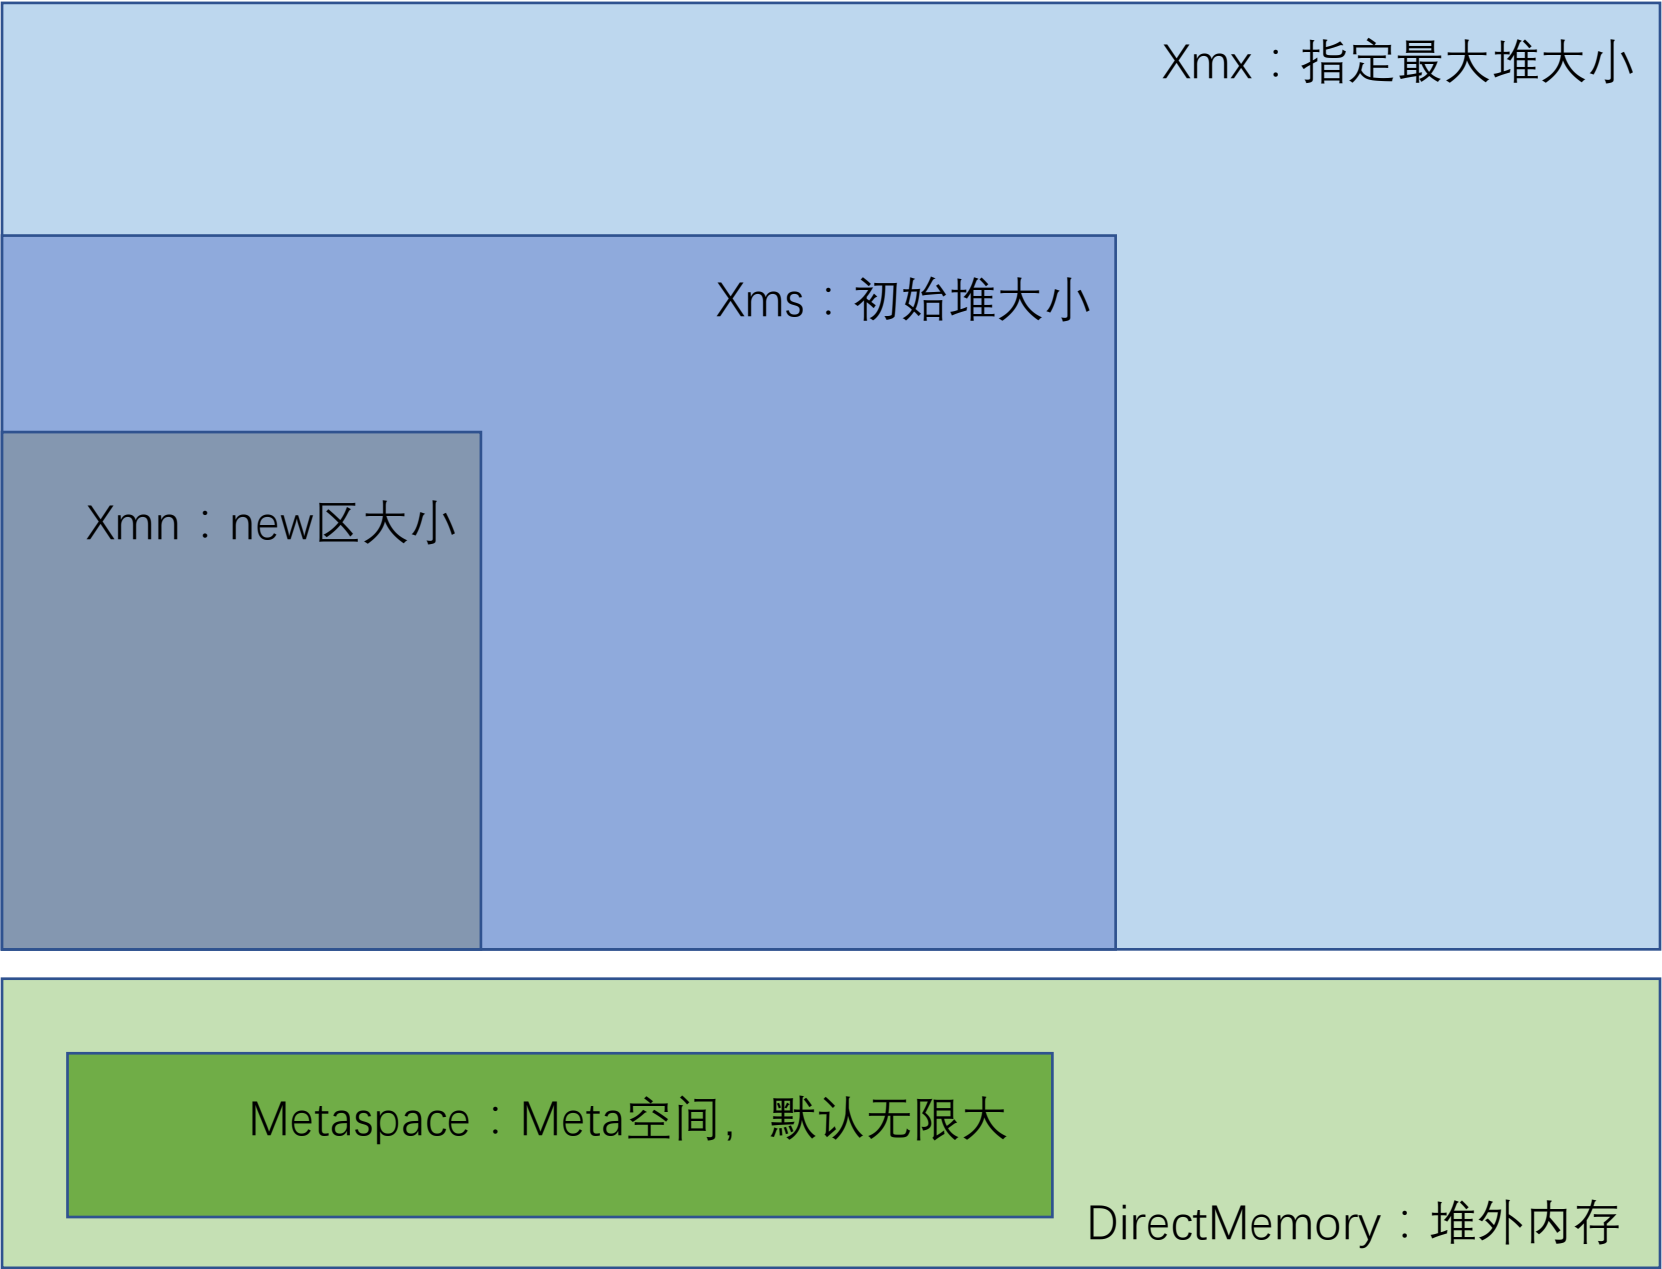 Xmx：指定最大堆大小
Xms：初始堆大小
Xmn：new区大小
Metaspace：Meta空间，默认无限大
DirectMemory：堆外内存